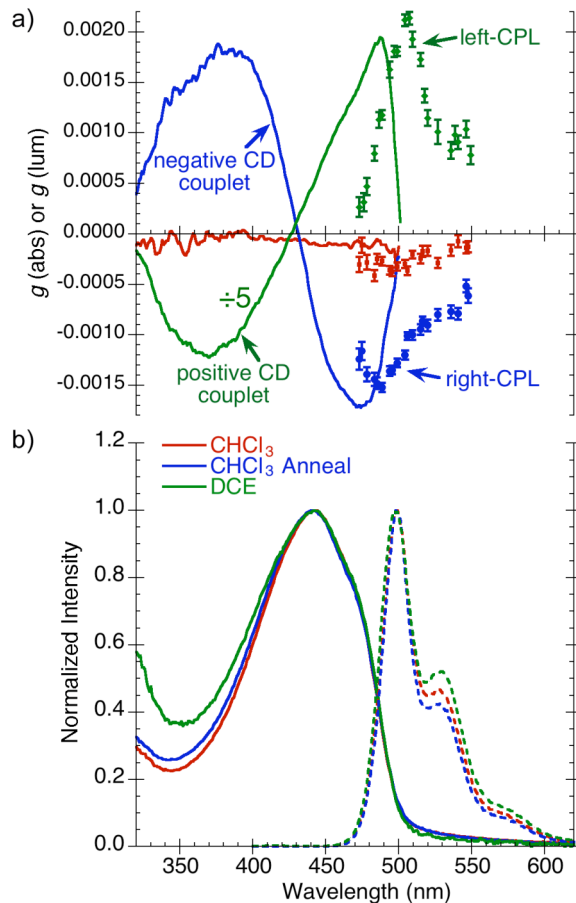 a)
g (abs) or g (lum)
0.0020
0.0015
0.0010
0.0005
0.0000
-0.0005
-0.0010
-0.0015
left-CPL
negative CD
couplet
÷5
positive CD
couplet
right-CPL
b)
Normalized Intensity
1.2
1.0
0.8
0.6
0.4
0.2
0.0
CHCl₃
CHCl₃ Anneal
DCE
350 400 450 500 550 600
Wavelength (nm)